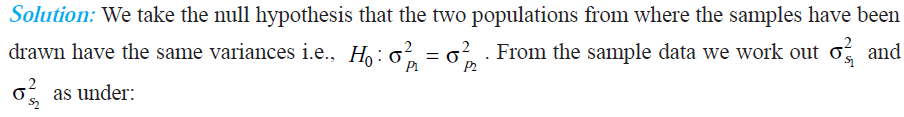 Solution: We take the null hypothesis that the two populations from where the samples have been
drawn have the same variances i.e., H₀ : σ²ₚ₁ = σ²ₚ₂ . From the sample data we work out σ²ₛ₁ and
σ²ₛ₂ as under: